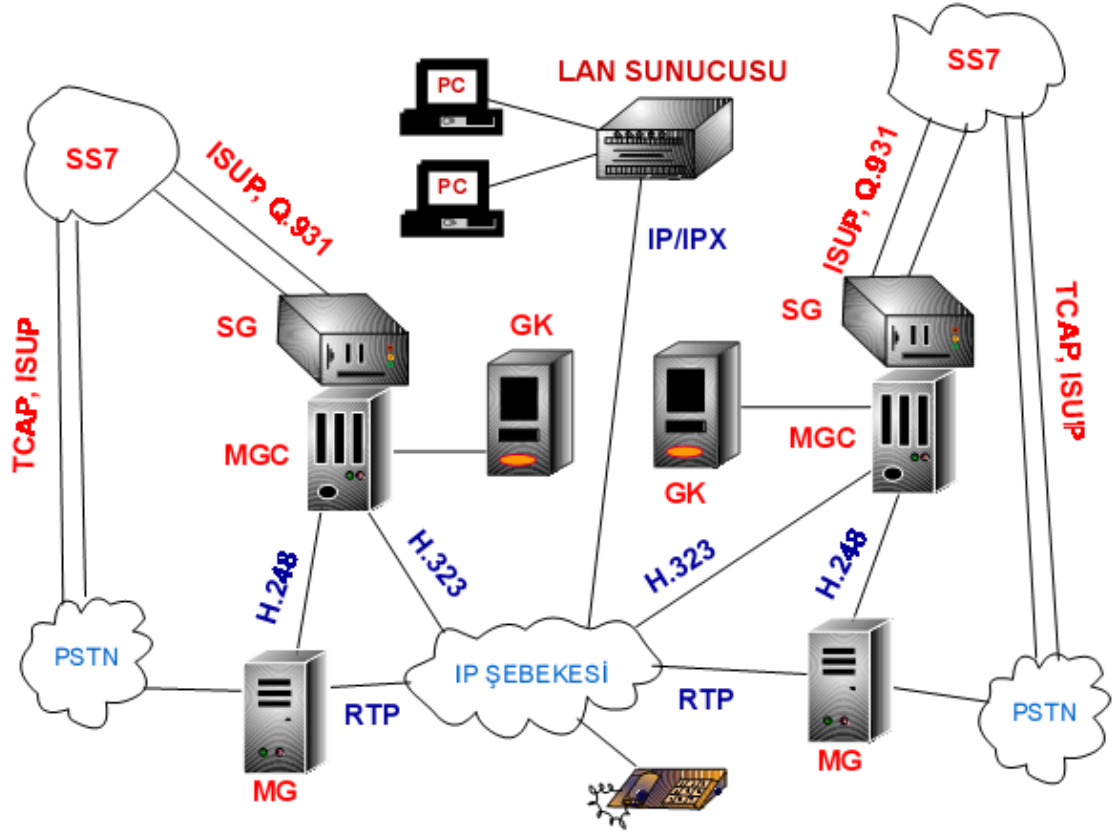 SS7
PC
LAN SUNUCUSU
SS7
PC
ISUP, Q.931
IP/IPX
ISUP, Q.931
SG
GK
SG
TCAP, ISUP
TCAP, ISUP
MGC
MGC
GK
H.248
H.323
H.323
H.248
PSTN
IP ŞEBEKESİ
PSTN
RTP
RTP
MG
MG